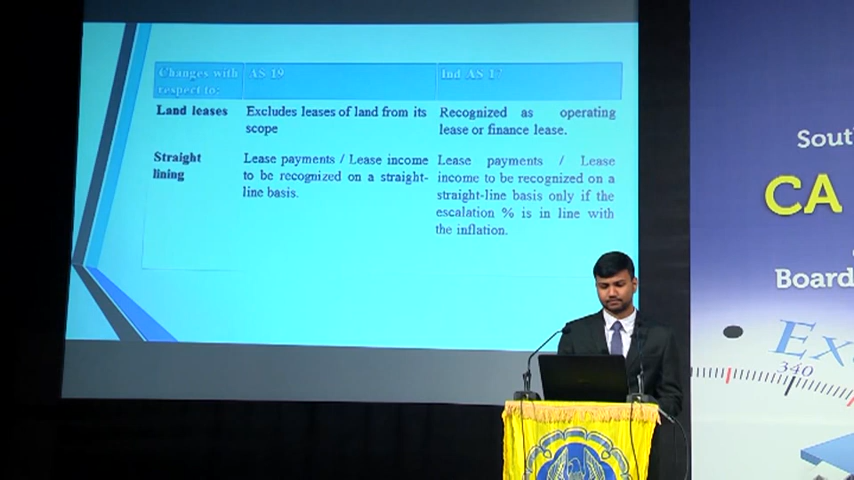 Changes with respect to:
AS 19
Ind AS 17
Land leases
Excludes leases of land from its
scope
Recognized as operating
lease or finance lease.
Straight
lining
Lease payments / Lease income
to be recognized on a straight-
line basis.
Lease payments / Lease
income to be recognized on a
straight-line basis only if the
escalation % is in line with
the inflation.
CA
Board
340